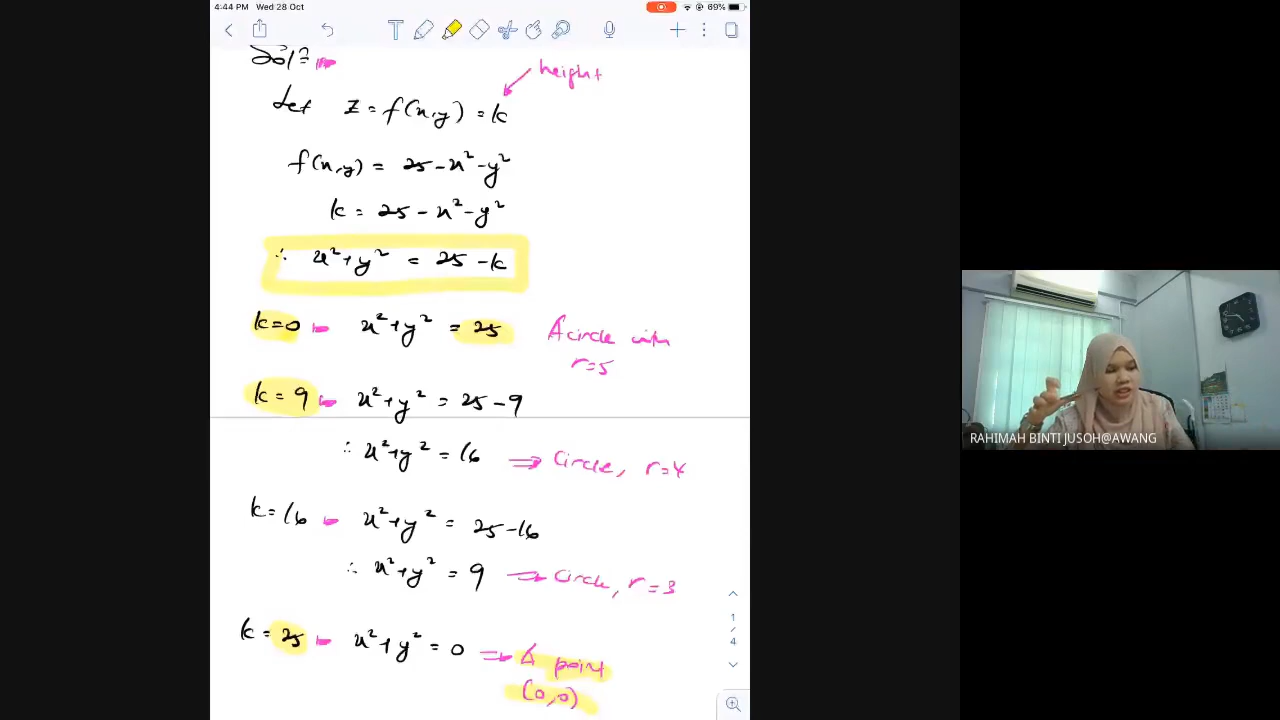 4:44 PM Wed 28 Oct
69%
Sol:
height
Let z = f(x,y) = k
f(x,y) = 25 - x² - y²
k = 25 - x² - y²
∴ x² + y² = 25 - k
k=0 x² + y² = 25 A circle with
r=5
k = 9 x² + y² = 25 - 9
∴ x² + y² = 16 ⇒ Circle, r=4
k = 16 x² + y² = 25 - 16
∴ x² + y² = 9 ⇒ Circle, r=3
k = 25 x² + y² = 0 ⇒ A point
(0,0)
1
/
4
RAHIMAH BINTI JUSOH@AWANG